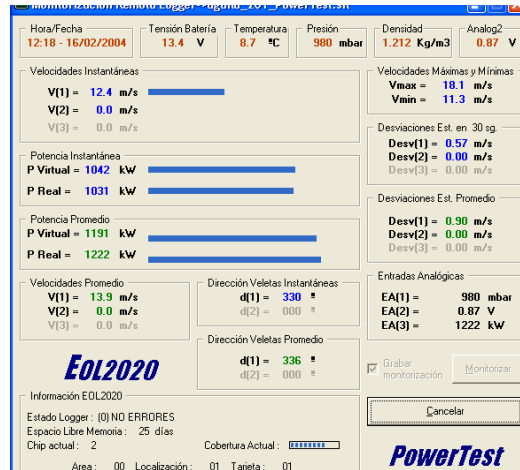 Monitorización Remota Logger->aguno_201_PowerTest.sft
Hora/Fecha
12:18 - 16/02/2004
Tensión Batería
13.4 V
Temperatura
8.7 ºC
Presión
980 mbar
Densidad
1.212 Kg/m3
Analog2
0.87 V
Velocidades Instantáneas
V(1) = 12.4 m/s
V(2) = 0.0 m/s
V(3) = 0.0 m/s
Velocidades Máximas y Mínimas
Vmax = 18.1 m/s
Vmin = 11.3 m/s
Desviaciones Est. en 30 sg.
Desv(1) = 0.57 m/s
Desv(2) = 0.00 m/s
Desv(3) = 0.00 m/s
Potencia Instantánea
P Virtual = 1042 kW
P Real = 1031 kW
Potencia Promedio
P Virtual = 1191 kW
P Real = 1222 kW
Desviaciones Est. Promedio
Desv(1) = 0.90 m/s
Desv(2) = 0.00 m/s
Desv(3) = 0.00 m/s
Velocidades Promedio
V(1) = 13.9 m/s
V(2) = 0.0 m/s
V(3) = 0.0 m/s
Dirección Veletas Instantáneas
d(1) = 330 º
d(2) = 000 º
Entradas Analógicas
EA(1) = 980 mbar
EA(2) = 0.87 V
EA(3) = 1222 kW
Dirección Veletas Promedio
d(1) = 336 º
d(2) = 000 º
EOL2020
Grabar monitorización
Monitorizar
Información EOL2020
Estado Logger : (0) NO ERRORES
Espacio Libre Memoria : 25 días
Chip actual : 2
Cobertura Actual :
Area : 00 Localización : 01 Tarjeta : 01
Cancelar
PowerTest